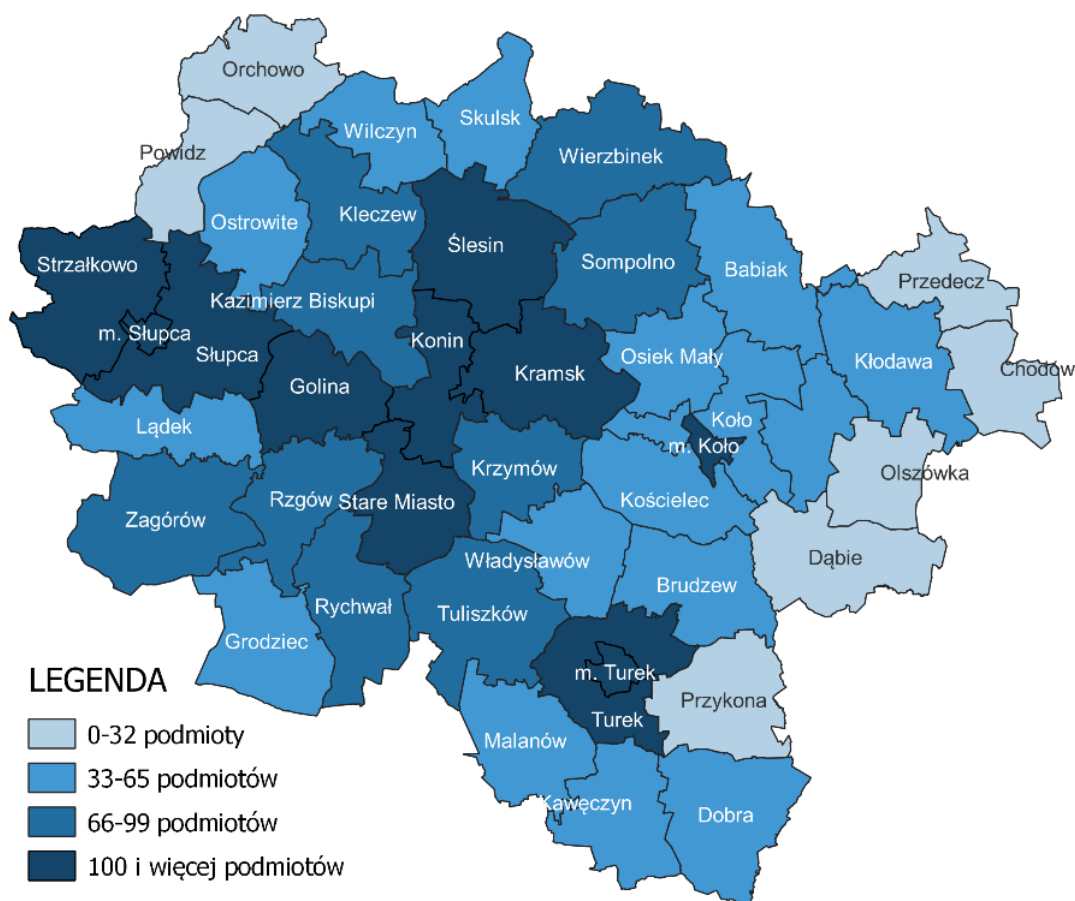 Orchowo
Skulsk
Wilczyn
Powidz
Wierzbinek
Kleczew
Ostrowite
Ślesin
Sompolno
Strzałkowo
Babiak
Przedecz
Kazimierz Biskupi
m. Słupca
Konin
Słupca
Osiek Mały
Kłodawa
Chodów
Golina
Kramsk
Lądek
Koło
m. Koło
Krzymów
Olszówka
Rzgów
Stare Miasto
Kościelec
Zagórów
Dąbie
Władysławów
Brudzew
Rychwał
Tuliszków
Grodziec
m. Turek
Przykona
Turek
Malanów
Kawęczyn
Dobra
LEGENDA
0-32 podmioty
33-65 podmiotów
66-99 podmiotów
100 i więcej podmiotów